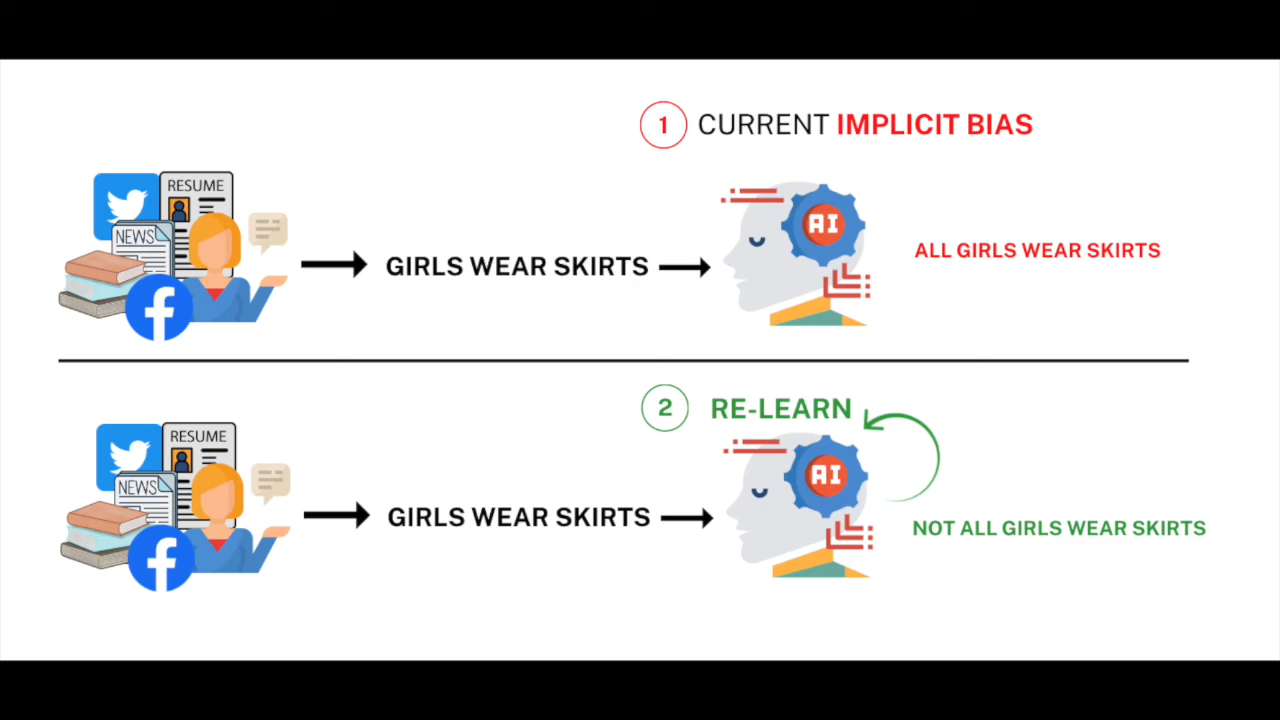 1 CURRENT IMPLICIT BIAS
RESUME
NEWS
GIRLS WEAR SKIRTS
AI
ALL GIRLS WEAR SKIRTS
2 RE-LEARN
RESUME
NEWS
GIRLS WEAR SKIRTS
AI
NOT ALL GIRLS WEAR SKIRTS